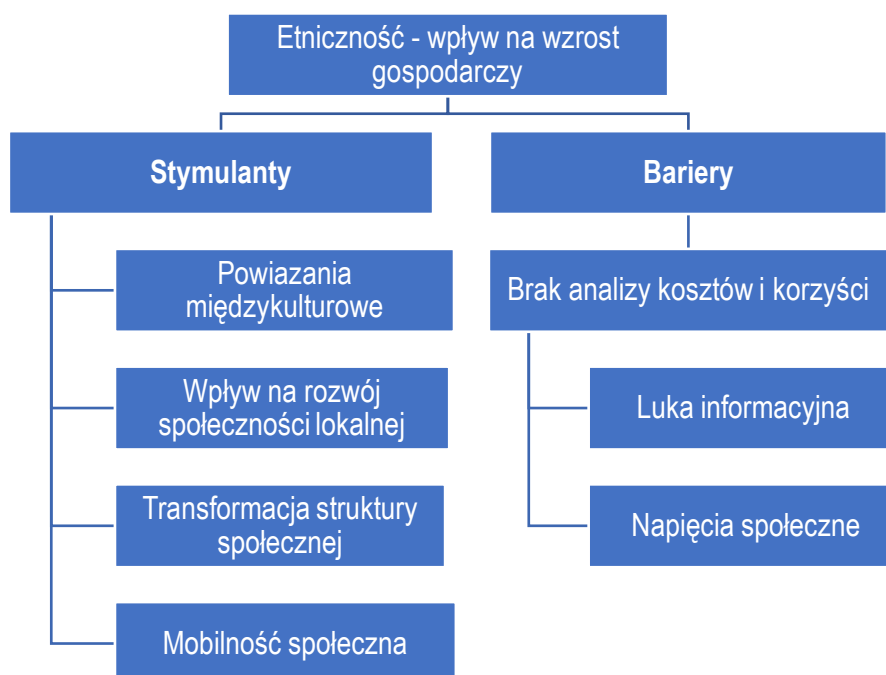 Etniczność - wpływ na wzrost
gospodarczy
Stymulanty
Bariery
Powiazania
międzykulturowe
Brak analizy kosztów i korzyści
Wpływ na rozwój
społeczności lokalnej
Luka informacyjna
Transformacja struktury
społecznej
Napięcia społeczne
Mobilność społeczna